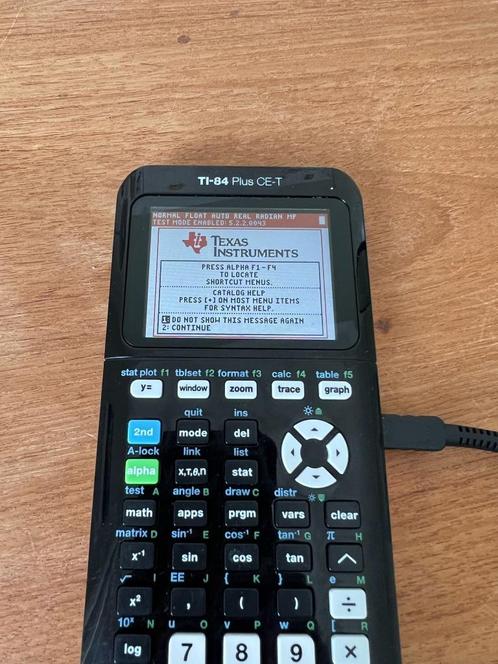 TI-84 Plus CE-T
NORMAL FLOAT AUTO REAL RADIAN MP
TEST MODE ENABLED: 5.2.2.0043
TEXAS INSTRUMENTS
PRESS ALPHA F1-F4
TO LOCATE
SHORTCUT MENUS.
CATALOG HELP
PRESS [+] ON MOST MENU ITEMS
FOR SYNTAX HELP.
1: DO NOT SHOW THIS MESSAGE AGAIN
2: CONTINUE
stat plot f1 tblset f2 format f3 calc f4 table f5
y= window zoom trace graph
quit ins
2nd mode del
A-lock link list
alpha x,τ,θ,n stat
test A angle B draw C distr
math apps prgm vars clear
matrix D sin⁻¹ E cos⁻¹ F tan⁻¹ G π H
x⁻¹ sin cos tan
√ I EE J { K } L e M
x² , ( ) ÷
10ˣ N u O v P w Q [ R
log 7 8 9 ×